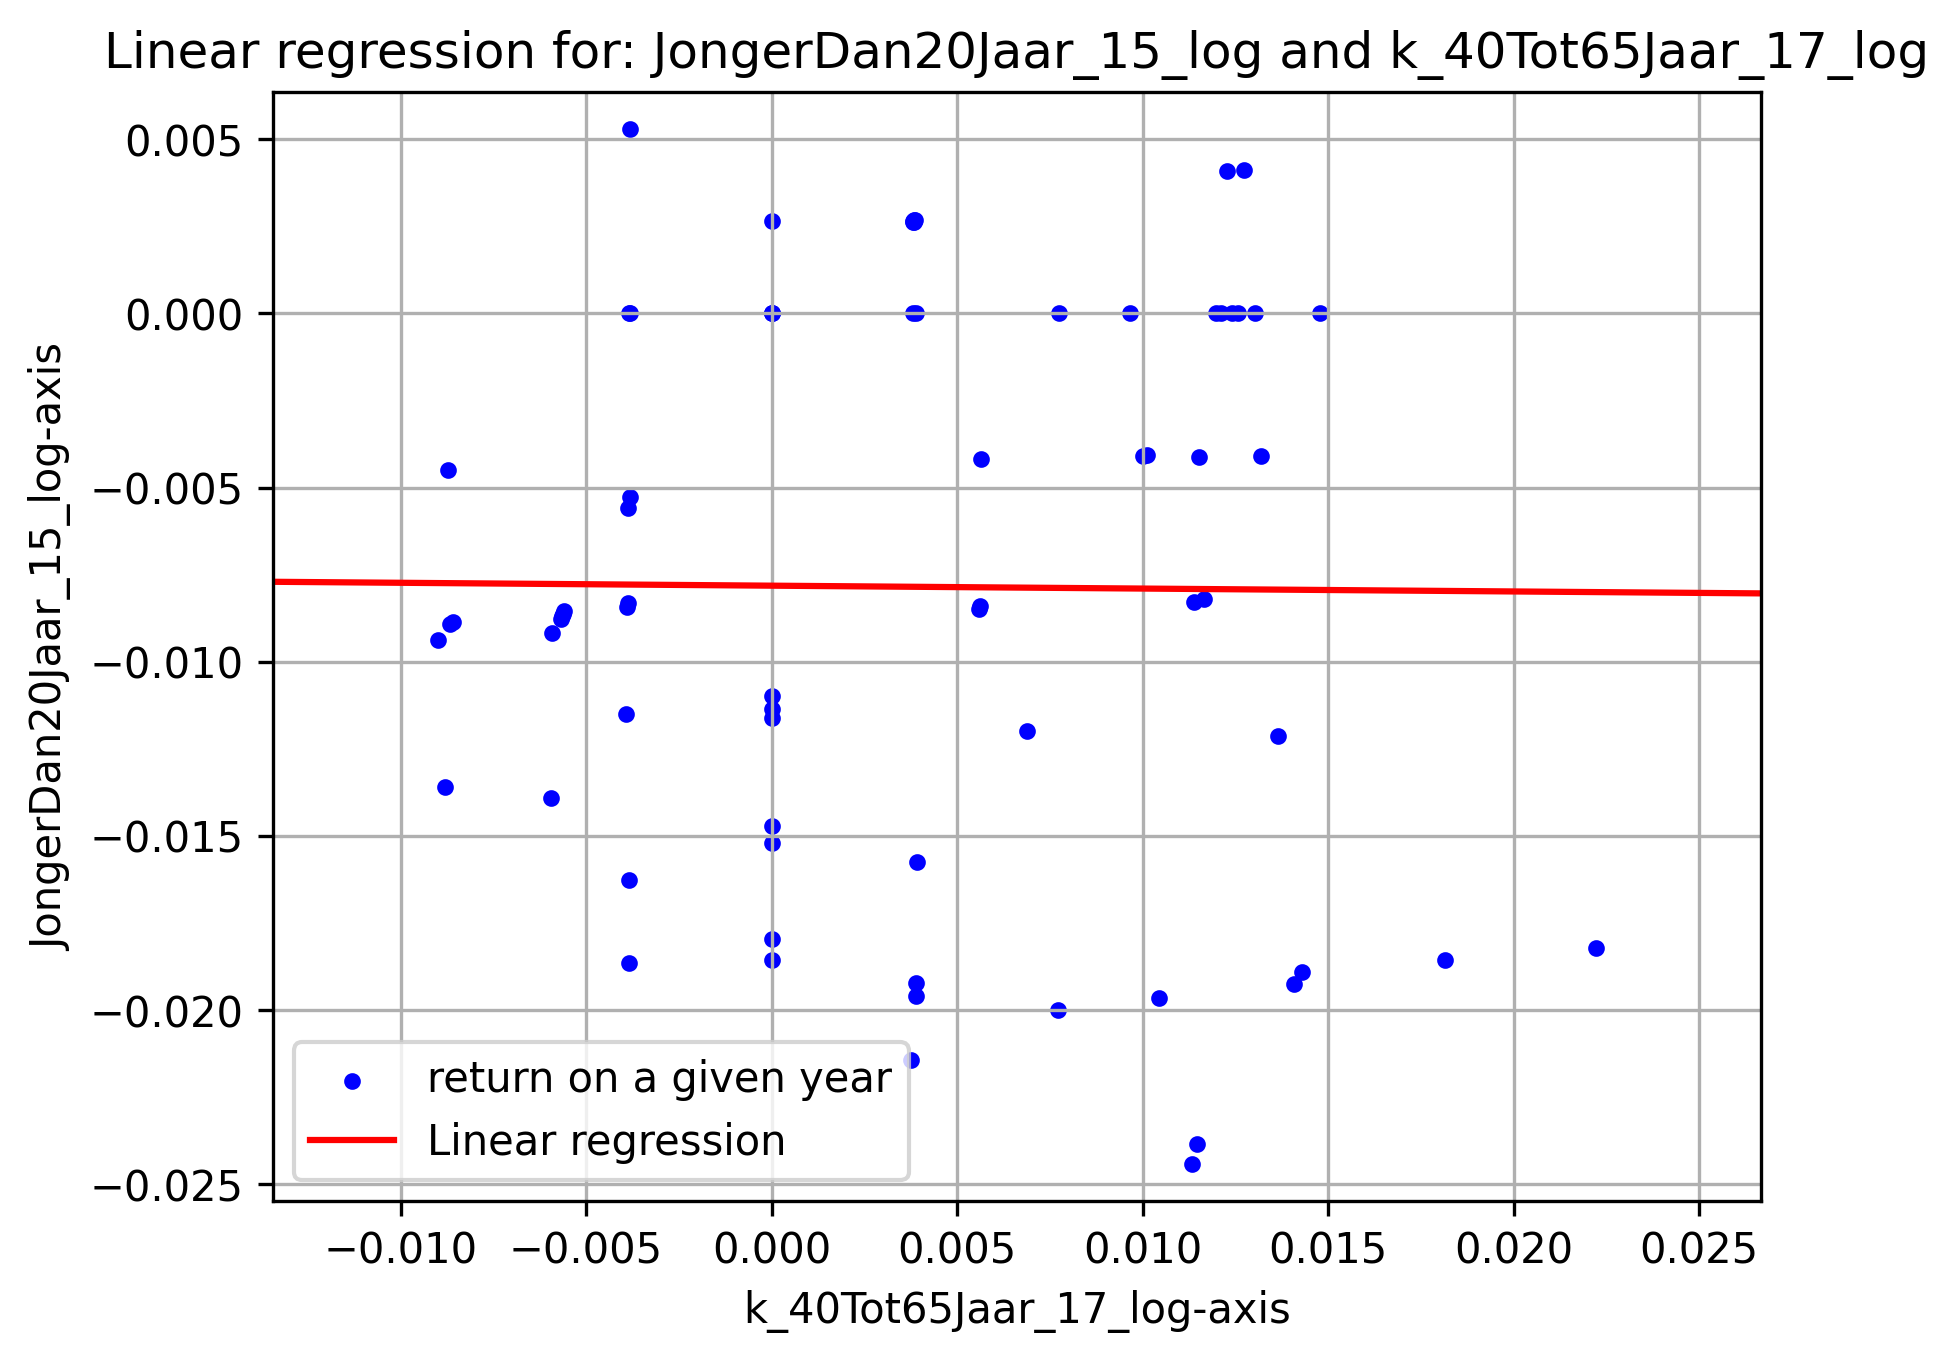 Linear regression for: JongerDan20Jaar_15_log and k_40Tot65Jaar_17_log
0.005
0.000
−0.005
−0.010
−0.015
−0.020
−0.025
JongerDan20Jaar_15_log-axis
return on a given year
Linear regression
−0.010 −0.005 0.000 0.005 0.010 0.015 0.020 0.025
k_40Tot65Jaar_17_log-axis